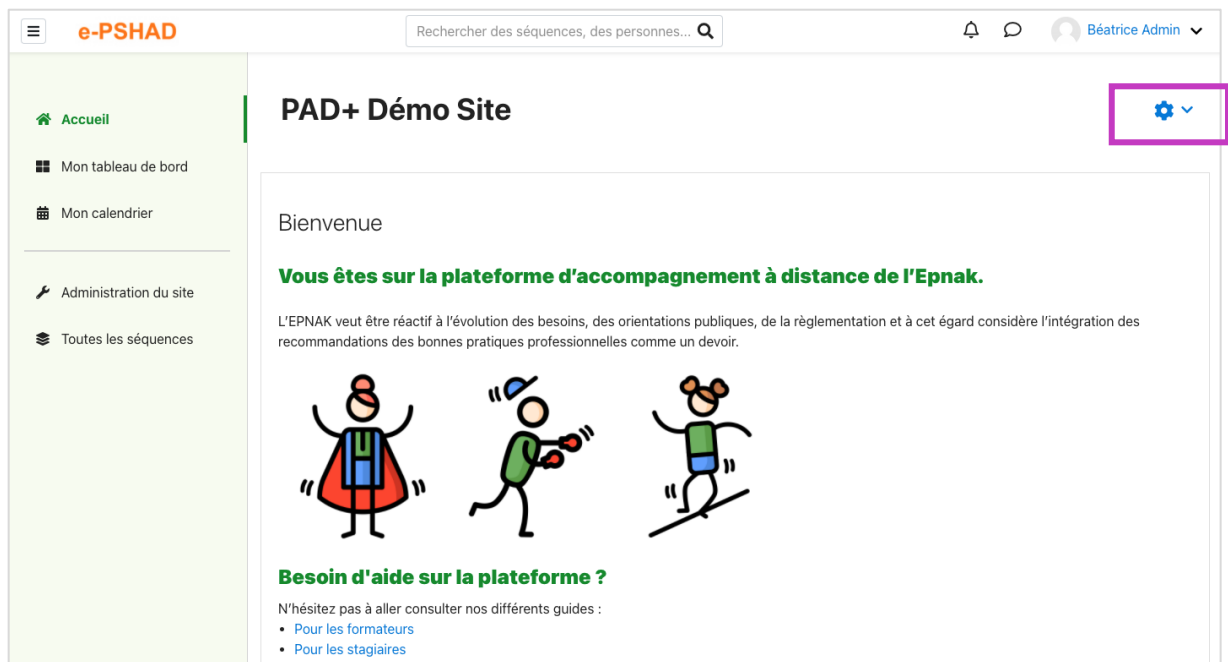 e-PSHAD
Rechercher des séquences, des personnes...
Béatrice Admin
Accueil
Mon tableau de bord
Mon calendrier
Administration du site
Toutes les séquences
PAD+ Démo Site
Bienvenue
Vous êtes sur la plateforme d’accompagnement à distance de l’Epnak.
L’EPNAK veut être réactif à l’évolution des besoins, des orientations publiques, de la règlementation et à cet égard considère l’intégration des
recommandations des bonnes pratiques professionnelles comme un devoir.
Besoin d'aide sur la plateforme ?
N’hésitez pas à aller consulter nos différents guides :
• Pour les formateurs
• Pour les stagiaires